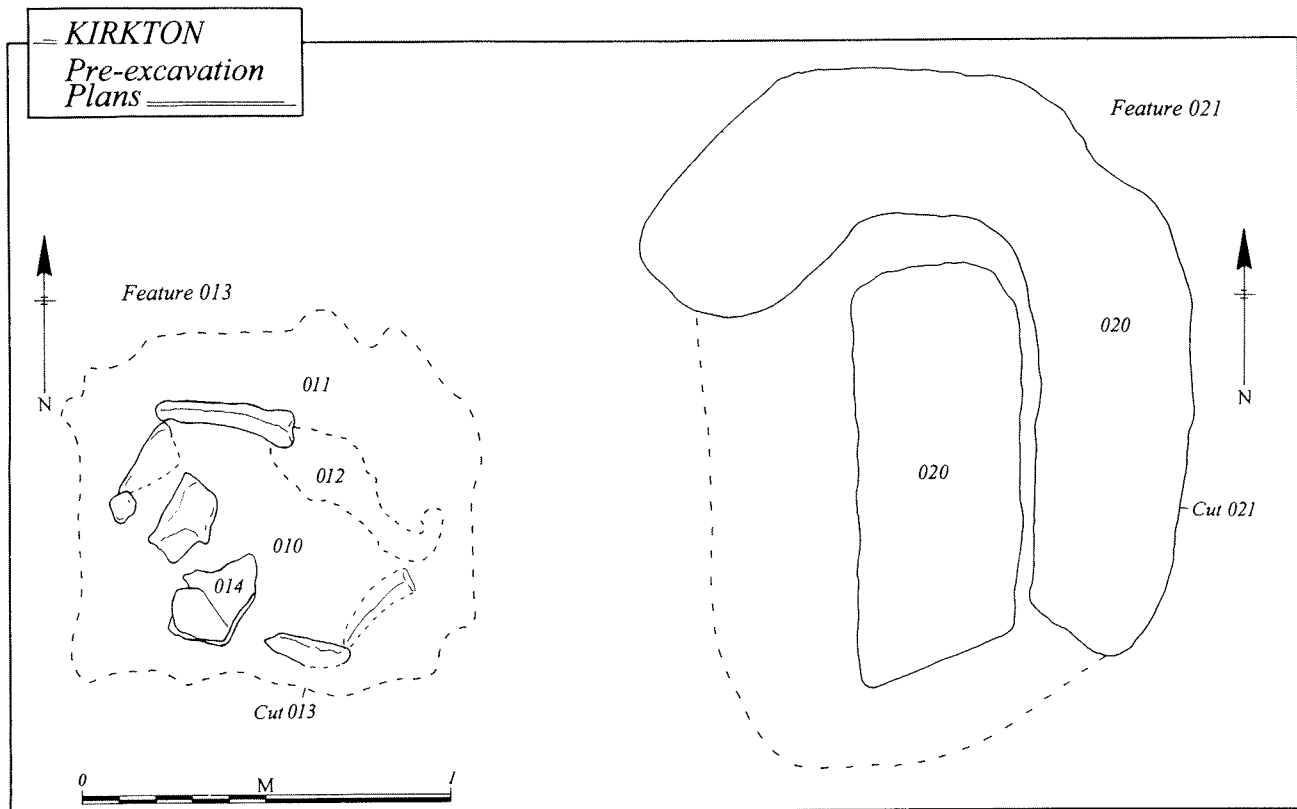 KIRKTON
Pre-excavation
Plans
Feature 021
Feature 013
N
N
011
020
012
020
Cut 021
010
014
Cut 013
0 M 1